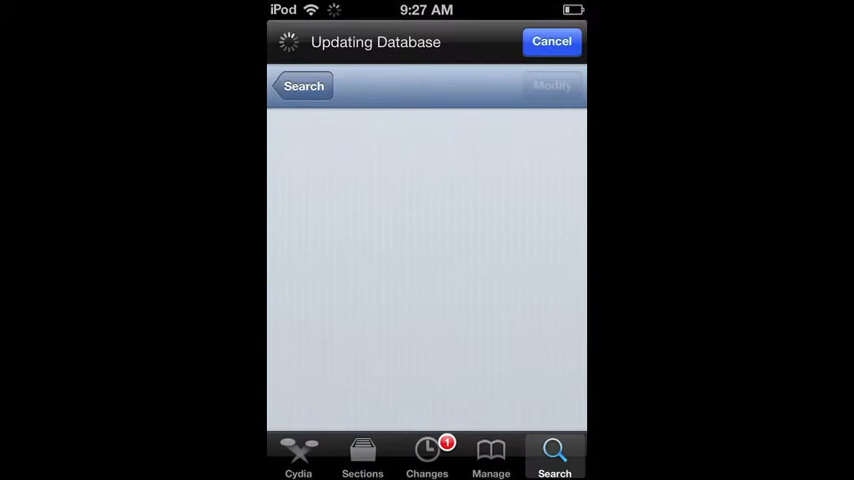 iPod 9:27 AM
Updating Database Cancel
Search Modify
1
Cydia Sections Changes Manage Search